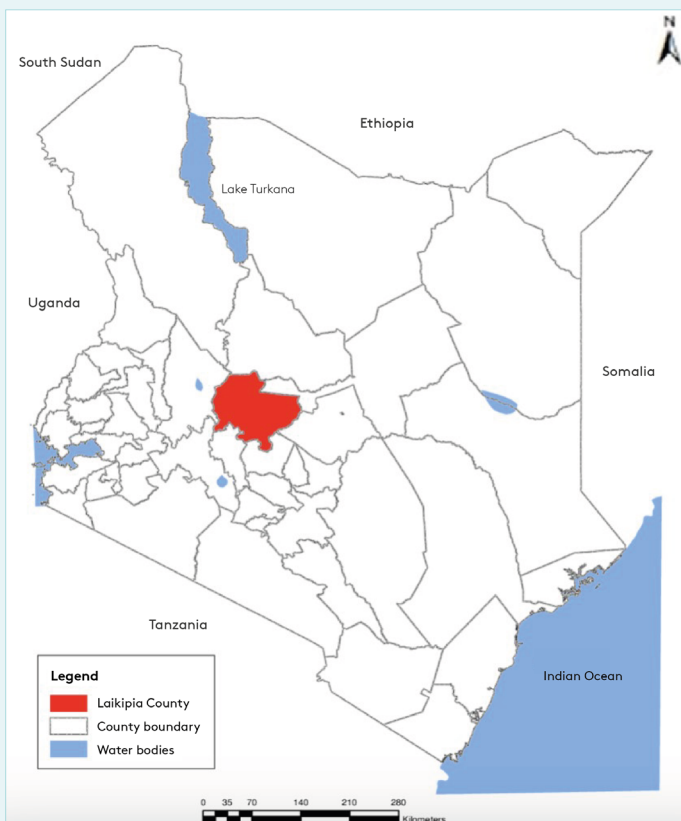 N
South Sudan
Ethiopia
Lake Turkana
Uganda
Somalia
Tanzania
Indian Ocean
Legend
Laikipia County
County boundary
Water bodies
0 35 70 140 210 280
Kilometers